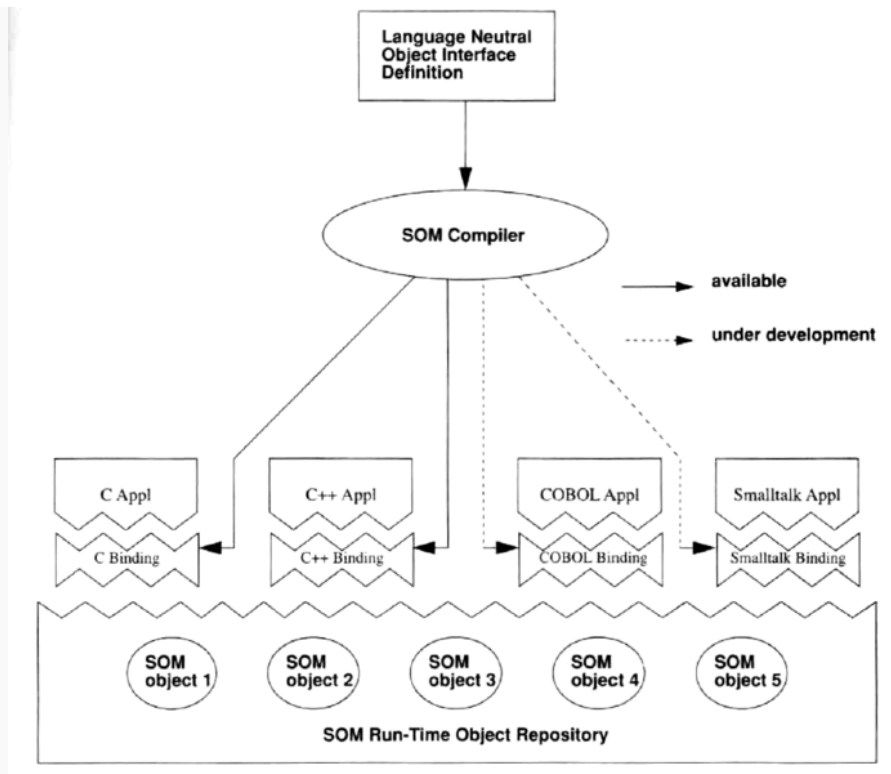 Language Neutral
Object Interface
Definition
SOM Compiler
available
under development
C Appl
C++ Appl
COBOL Appl
Smalltalk Appl
C Binding
C++ Binding
COBOL Binding
Smalltalk Binding
SOM
object 1
SOM
object 2
SOM
object 3
SOM
object 4
SOM
object 5
SOM Run-Time Object Repository